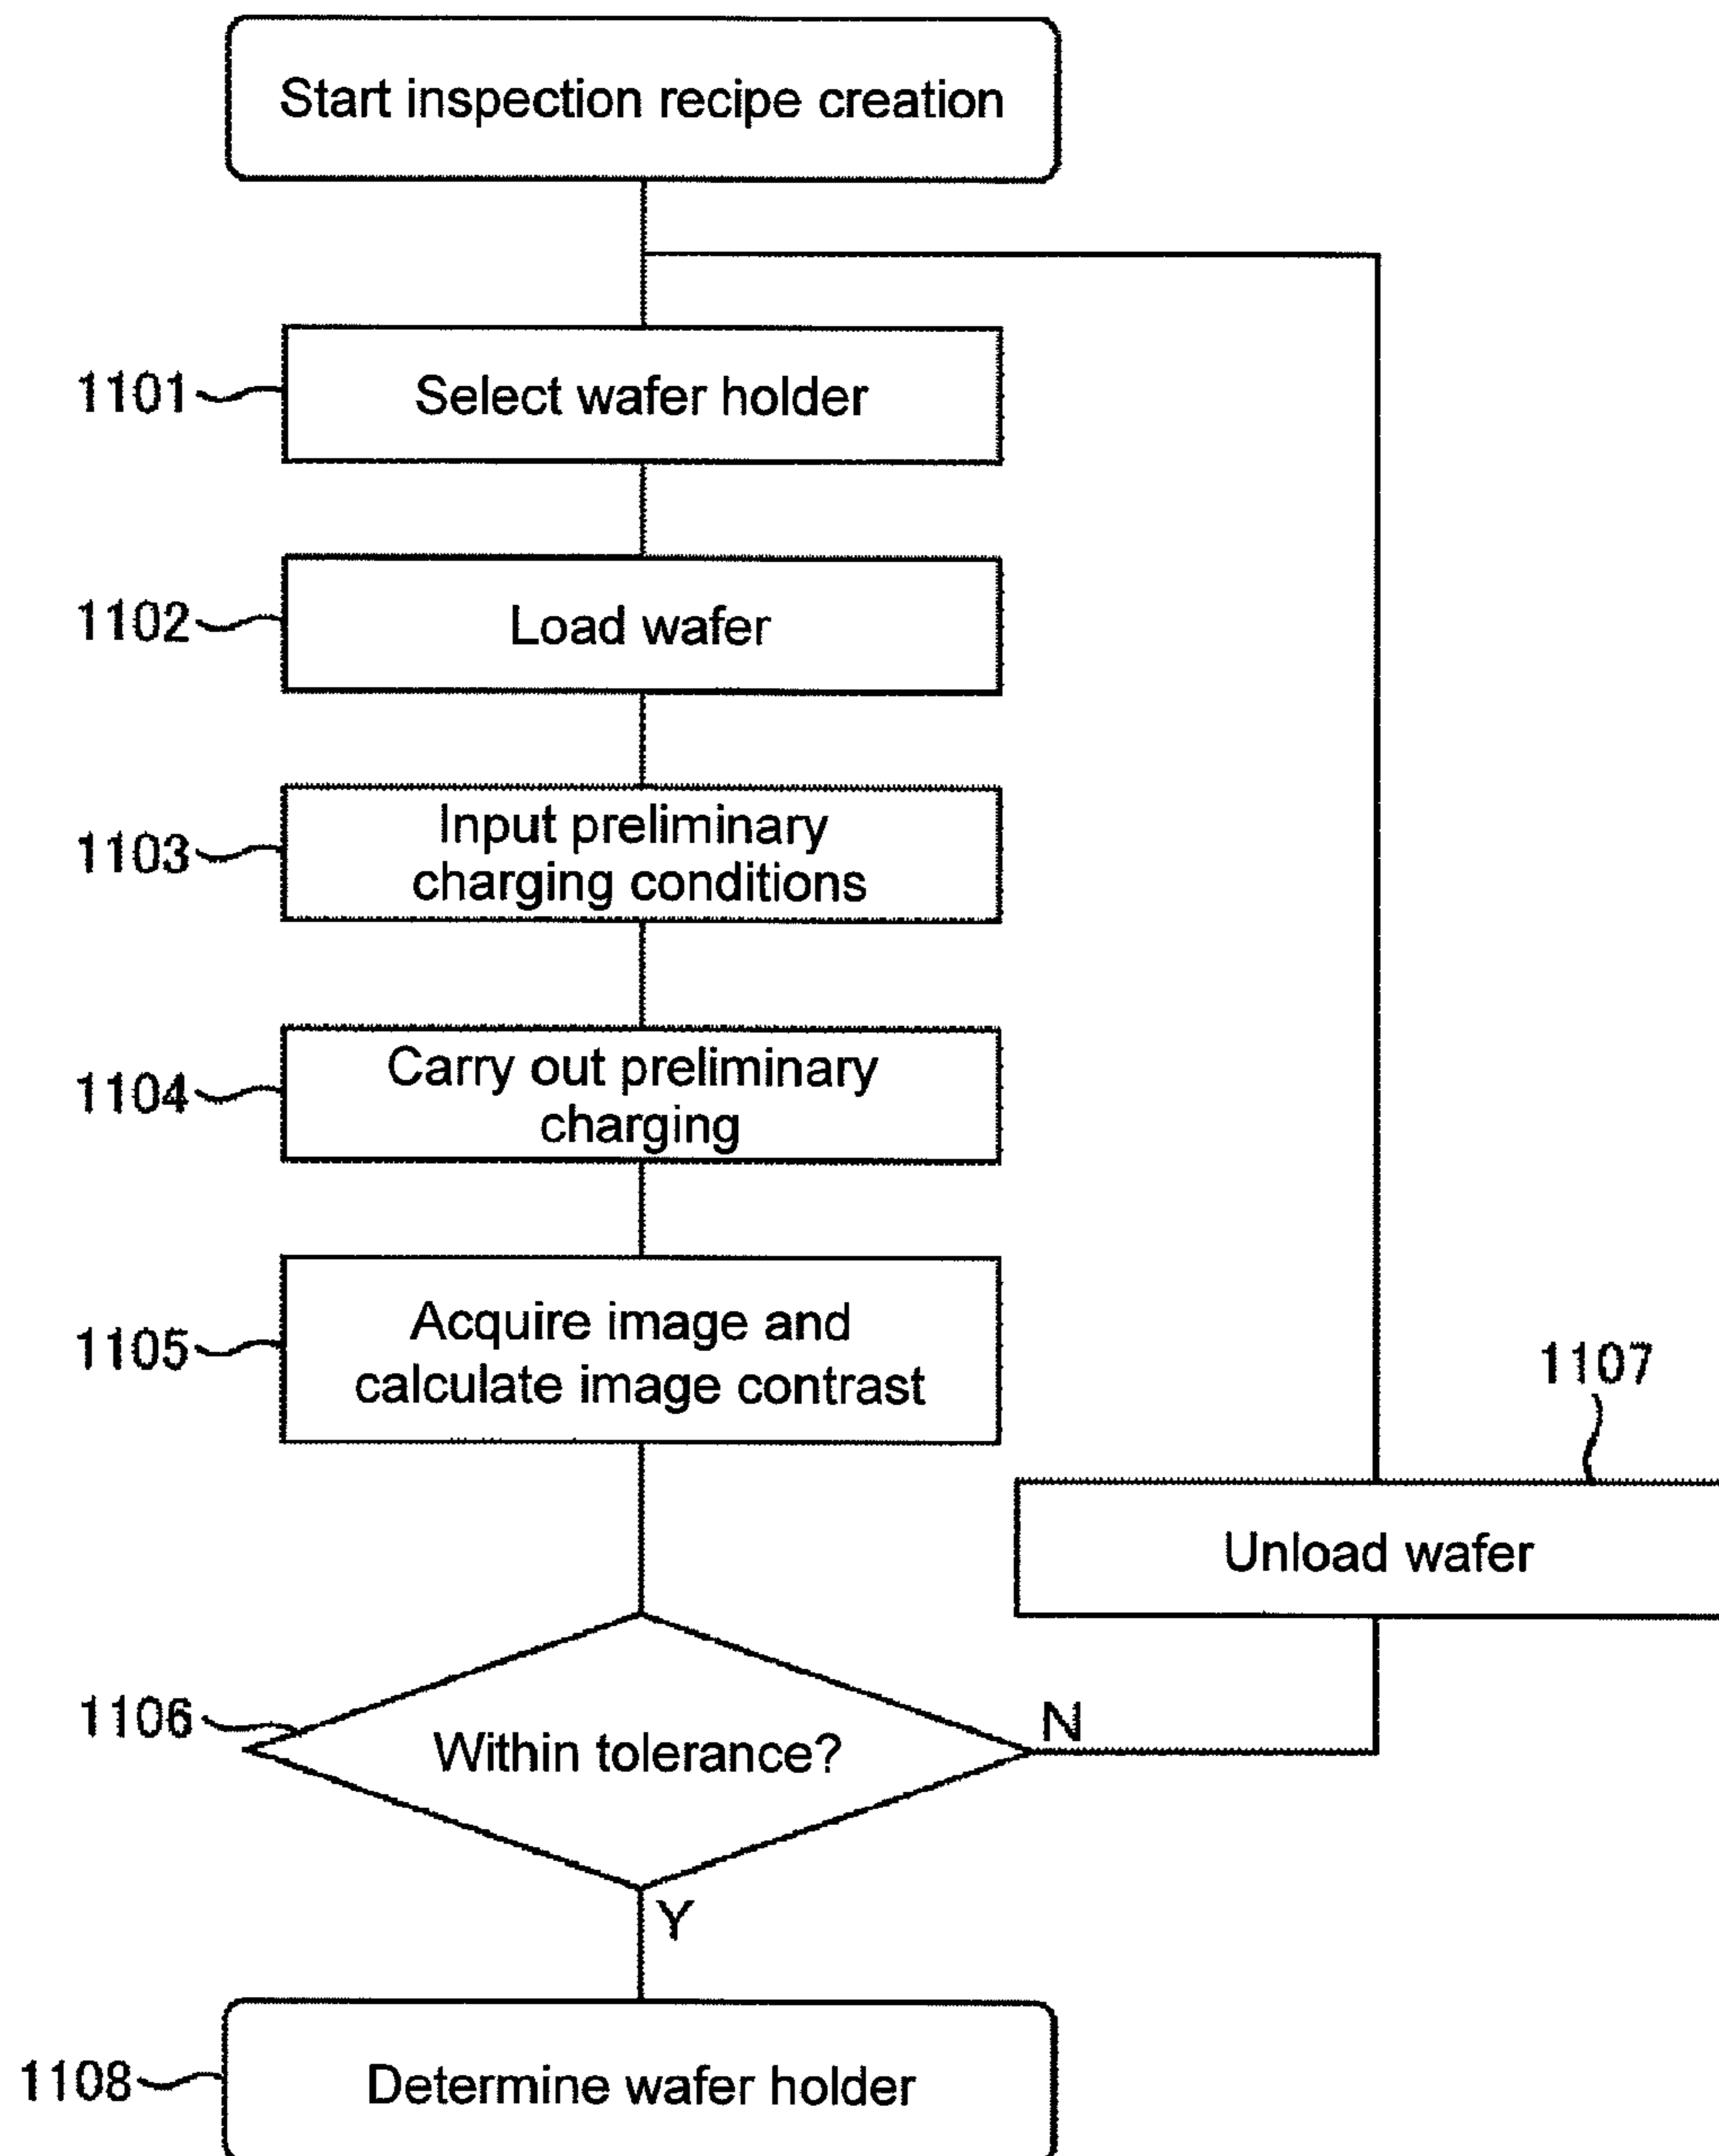 Start inspection recipe creation
1101
Select wafer holder
1102
Load wafer
1103
Input preliminary
charging conditions
1104
Carry out preliminary
charging
1105
Acquire image and
calculate image contrast
1107
Unload wafer
1106
Within tolerance?
N
Y
1108
Determine wafer holder